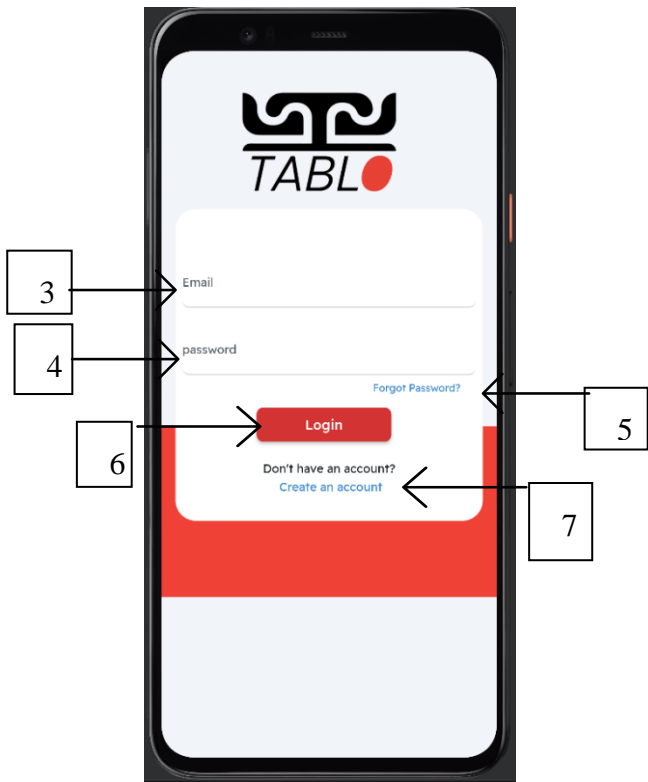 TABLO
3
Email
4
password
Forgot Password?
5
6
Login
Don't have an account?
Create an account
7